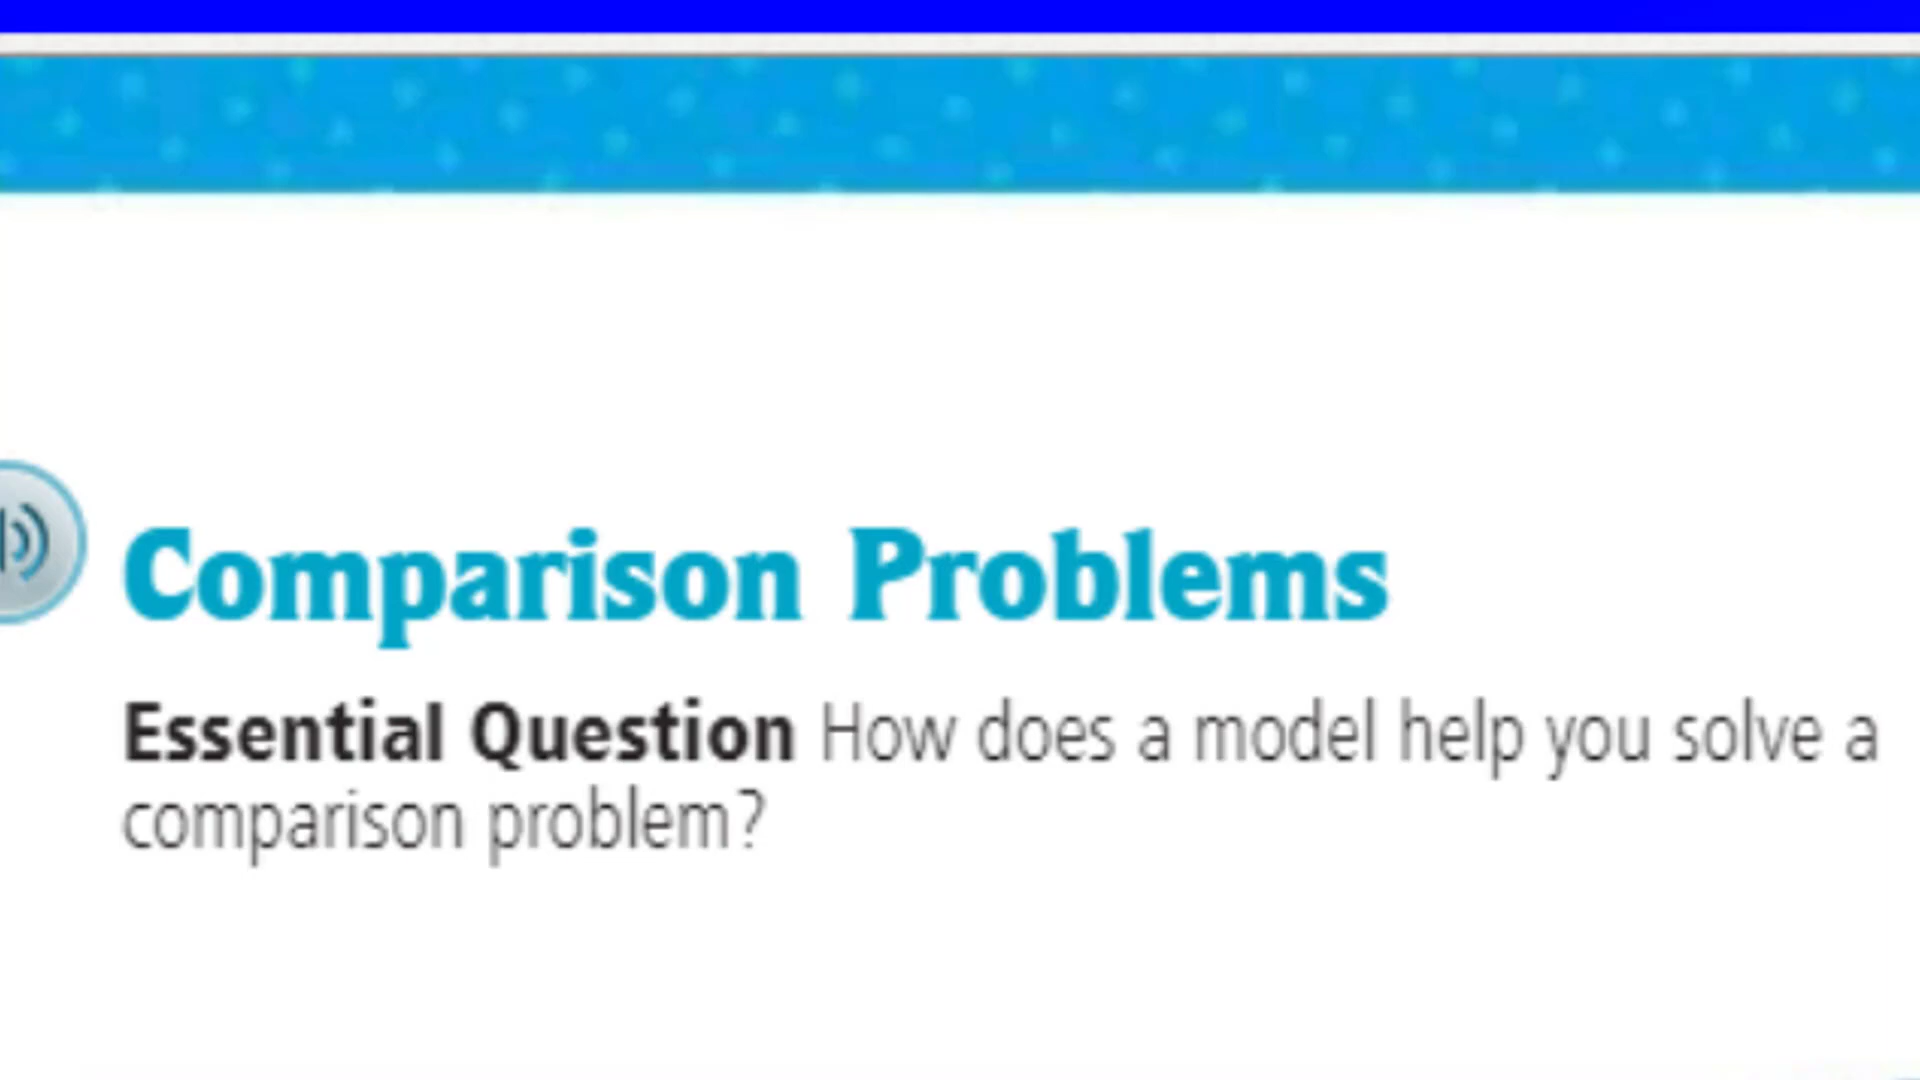 Comparison Problems
Essential Question How does a model help you solve a
comparison problem?